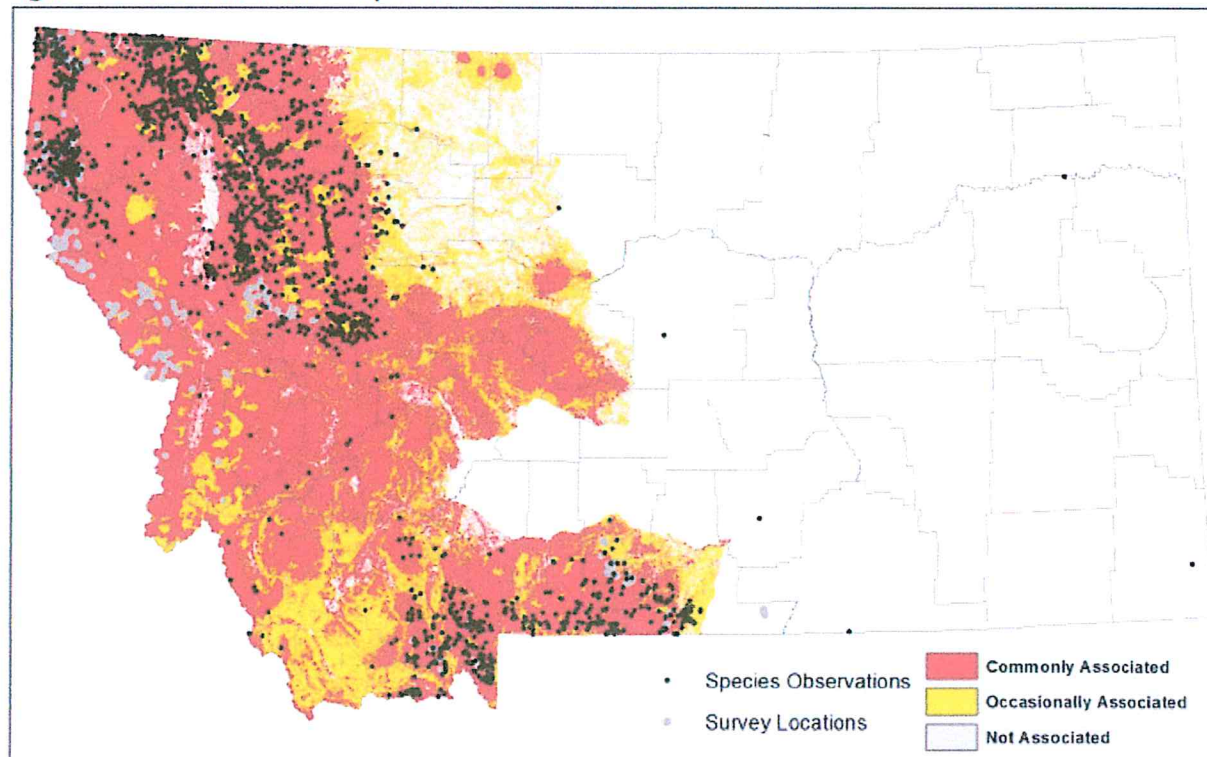 Species Observations
Survey Locations
Commonly Associated
Occasionally Associated
Not Associated